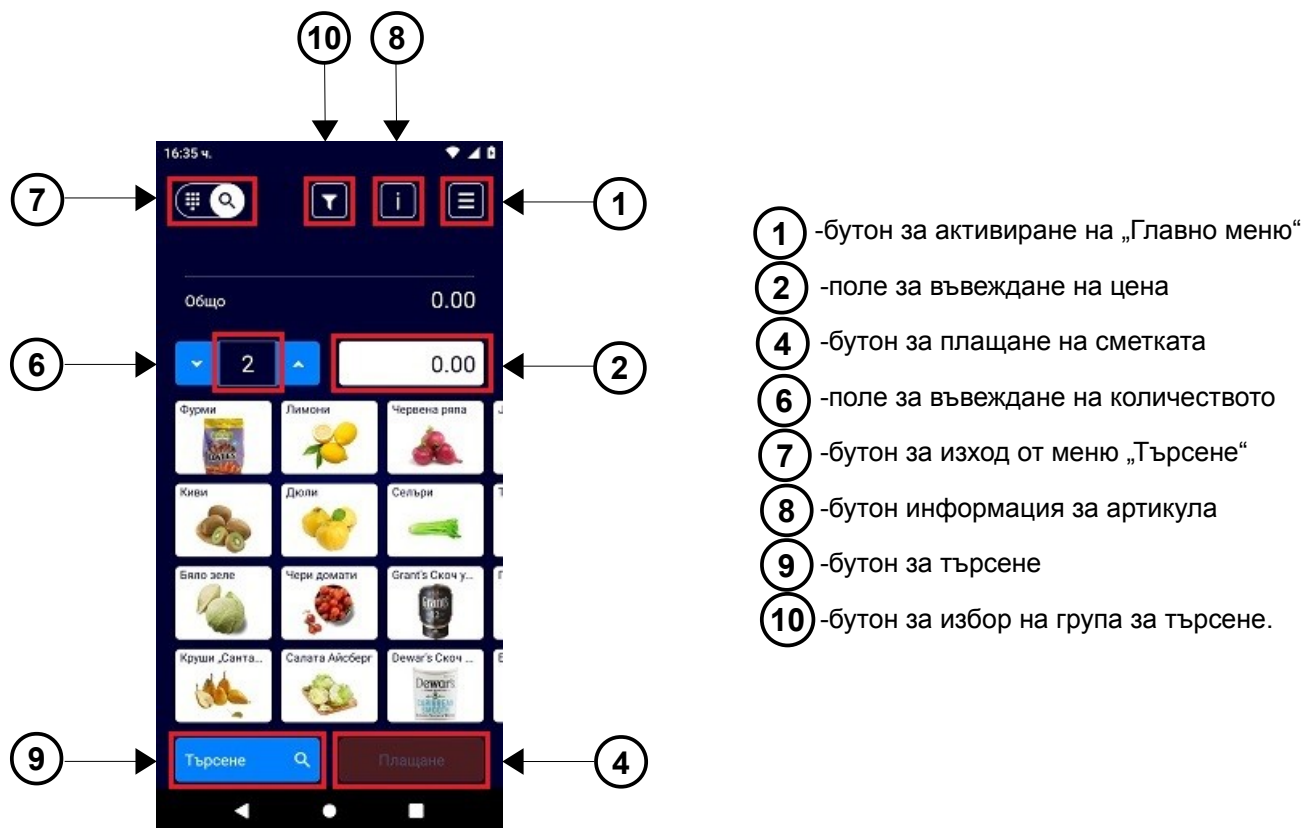 10 8
16:35 ч.
7
i
1
Общо 0.00
6
2
0.00
2
Фурми Лимони Червена ряпа
Киви Дюли Селъри
Бяло зеле Чери домати Grant's Скоч у...
Круши „Санта... Салата Айсберг Dewar's Скоч ...
Dewar's
9
Търсене
Плащане
4
1 -бутон за активиране на „Главно меню“
2 -поле за въвеждане на цена
4 -бутон за плащане на сметката
6 -поле за въвеждане на количеството
7 -бутон за изход от меню „Търсене“
8 -бутон информация за артикула
9 -бутон за търсене
10 -бутон за избор на група за търсене.